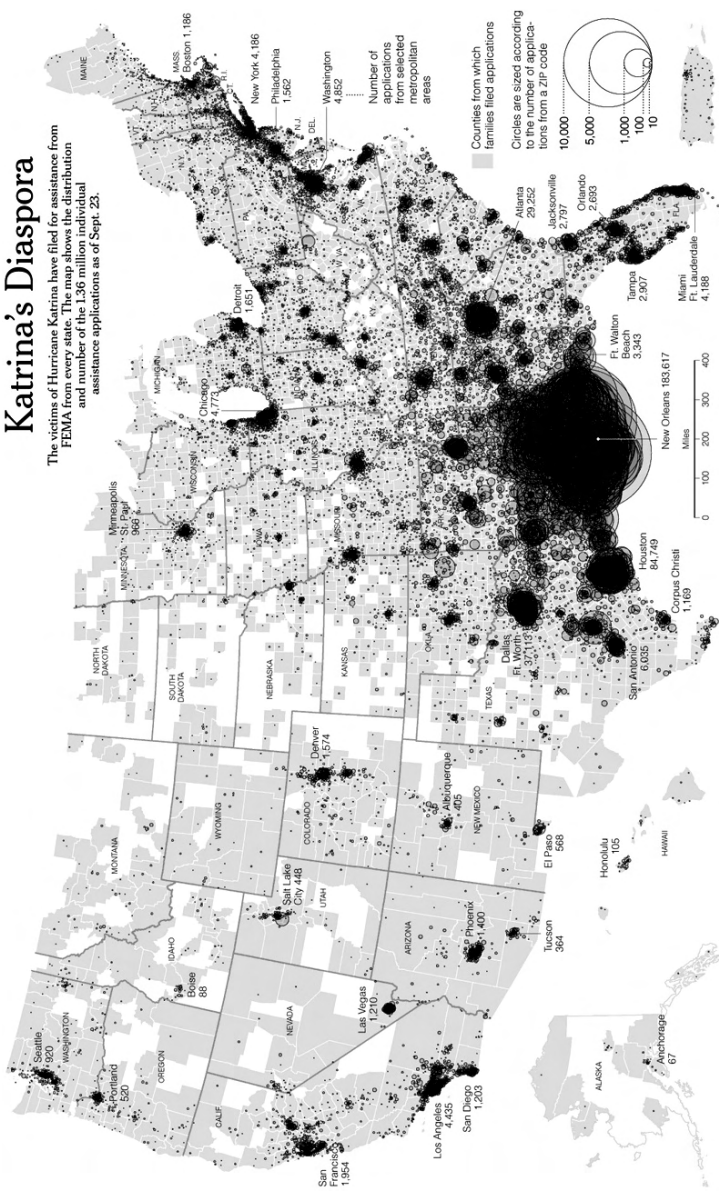 Katrina's Diaspora
The victims of Hurricane Katrina have filed for assistance from
FEMA from every state. The map shows the distribution
and number of the 1.36 million individual
assistance applications as of Sept. 23.
Seattle
920
WASHINGTON
Portland
520
OREGON
Boise
88
IDAHO
MONTANA
NORTH
DAKOTA
SOUTH
DAKOTA
MINNESOTA
Minneapolis
St. Paul
966
WISCONSIN
MICHIGAN
Chicago
4,773
Detroit
1,651
MAINE
MASS.
Boston 1,186
R.I.
CT.
New York 4,186
Philadelphia
1,562
N.J.
DEL.
Washington
4,852
Number of
applications
from selected
metropolitan
areas
PA.
WYOMING
NEBRASKA
IOWA
ILLINOIS
CALIF.
NEVADA
Salt Lake
City 448
UTAH
COLORADO
Denver
1,574
KANSAS
MISSOURI
KY.
San
Francisco
1,954
Las Vegas
1,210
Los Angeles
4,435
San Diego
1,203
ARIZONA
Phoenix
1,400
Tucson
364
NEW MEXICO
Albuquerque
405
El Paso
568
TEXAS
OKLA.
Dallas
Ft. Worth
37,113
San Antonio
6,035
Houston
84,749
Corpus Christi
1,169
New Orleans 183,617
Ft. Walton
Beach
3,343
Atlanta
29,252
Jacksonville
2,797
Orlando
2,693
Tampa
2,907
FLA.
Miami
Ft. Lauderdale
4,188
Counties from which
families filed applications
Circles are sized according
to the number of applica-
tions from a ZIP code
10,000
5,000
1,000
100
10
Miles
0
100
200
300
400
ALASKA
Anchorage
67
Honolulu
105
HAWAII